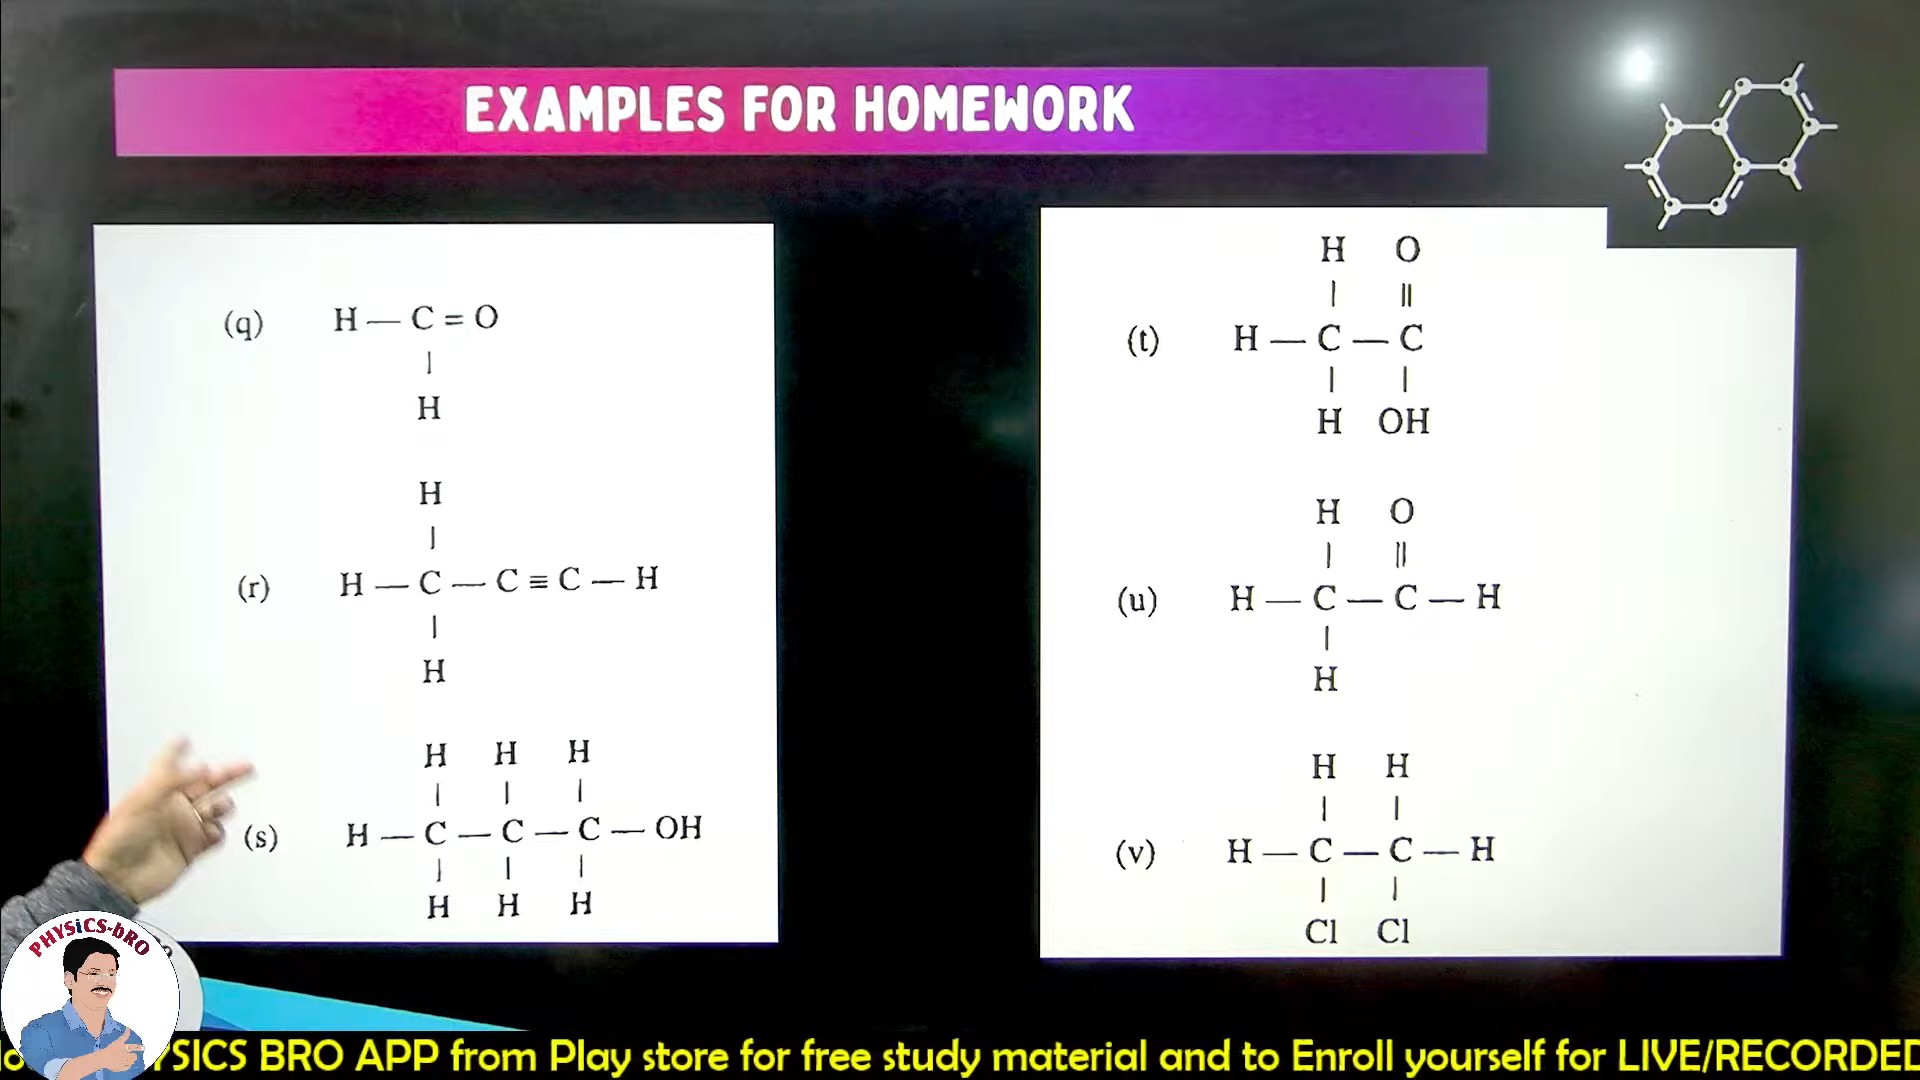 EXAMPLES FOR HOMEWORK
(q) H — C = O
|
H
H
|
(r) H — C — C ≡ C — H
|
H
H H H
| | |
(s) H — C — C — C — OH
| | |
H H H
H O
| ||
(t) H — C — C
| |
H OH
H O
| ||
(u) H — C — C — H
|
H
H H
| |
(v) H — C — C — H
| |
Cl Cl
PHYSiCS-bRO
SICS BRO APP from Play store for free study material and to Enroll yourself for LIVE/RECORDED